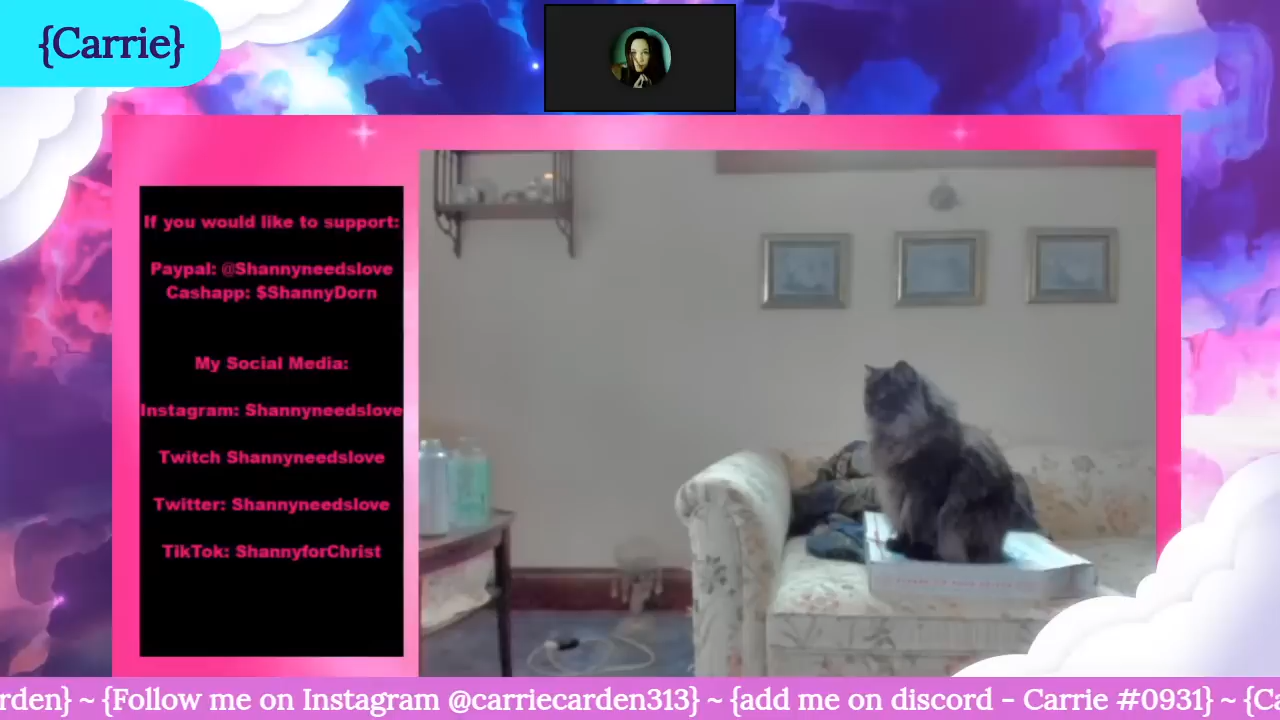 {Carrie}
If you would like to support:
Paypal: @Shannyneedslove
Cashapp: $ShannyDorn
My Social Media:
Instagram: Shannyneedslove
Twitch Shannyneedslove
Twitter: Shannyneedslove
TikTok: ShannyforChrist
rden} ~ {Follow me on Instagram @carriecarden313} ~ {add me on discord - Carrie #0931} ~ {Ca